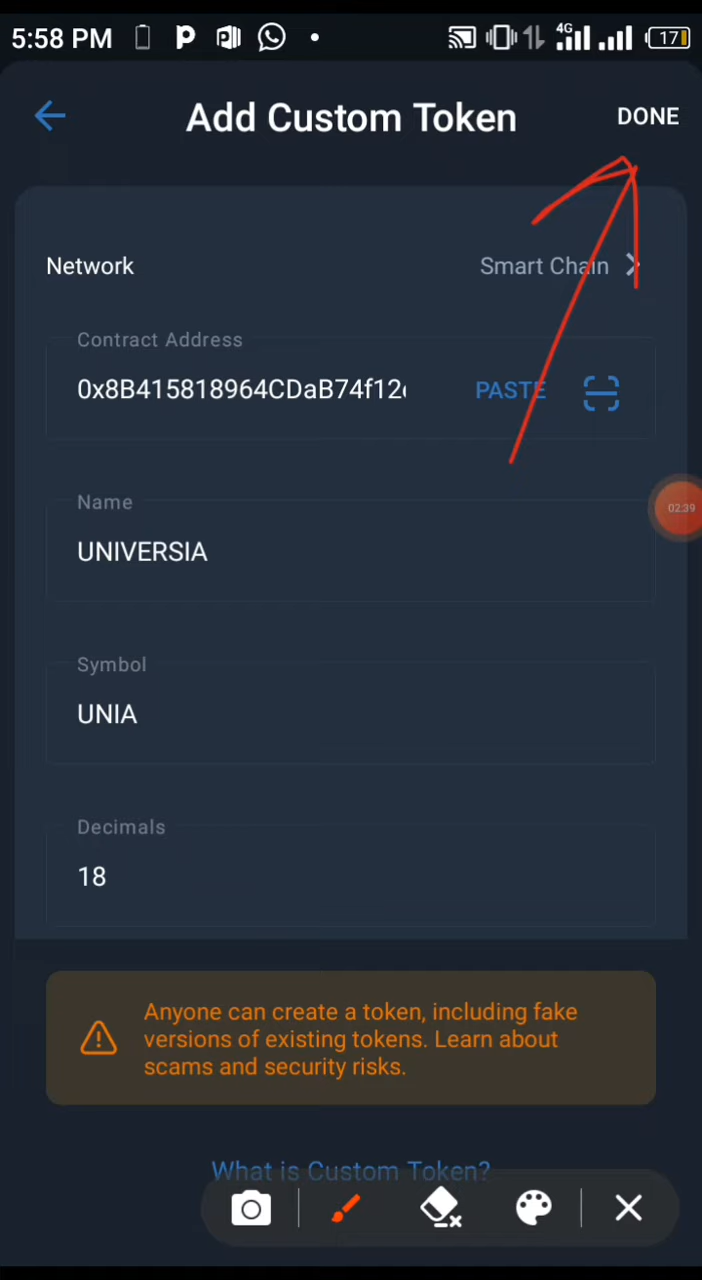 5:58 PM
4G
17
Add Custom Token
DONE
Network
Smart Chain
Contract Address
0x8B415818964CDaB74f12
PASTE
Name
02:39
UNIVERSIA
Symbol
UNIA
Decimals
18
Anyone can create a token, including fake
versions of existing tokens. Learn about
scams and security risks.
What is Custom Token?